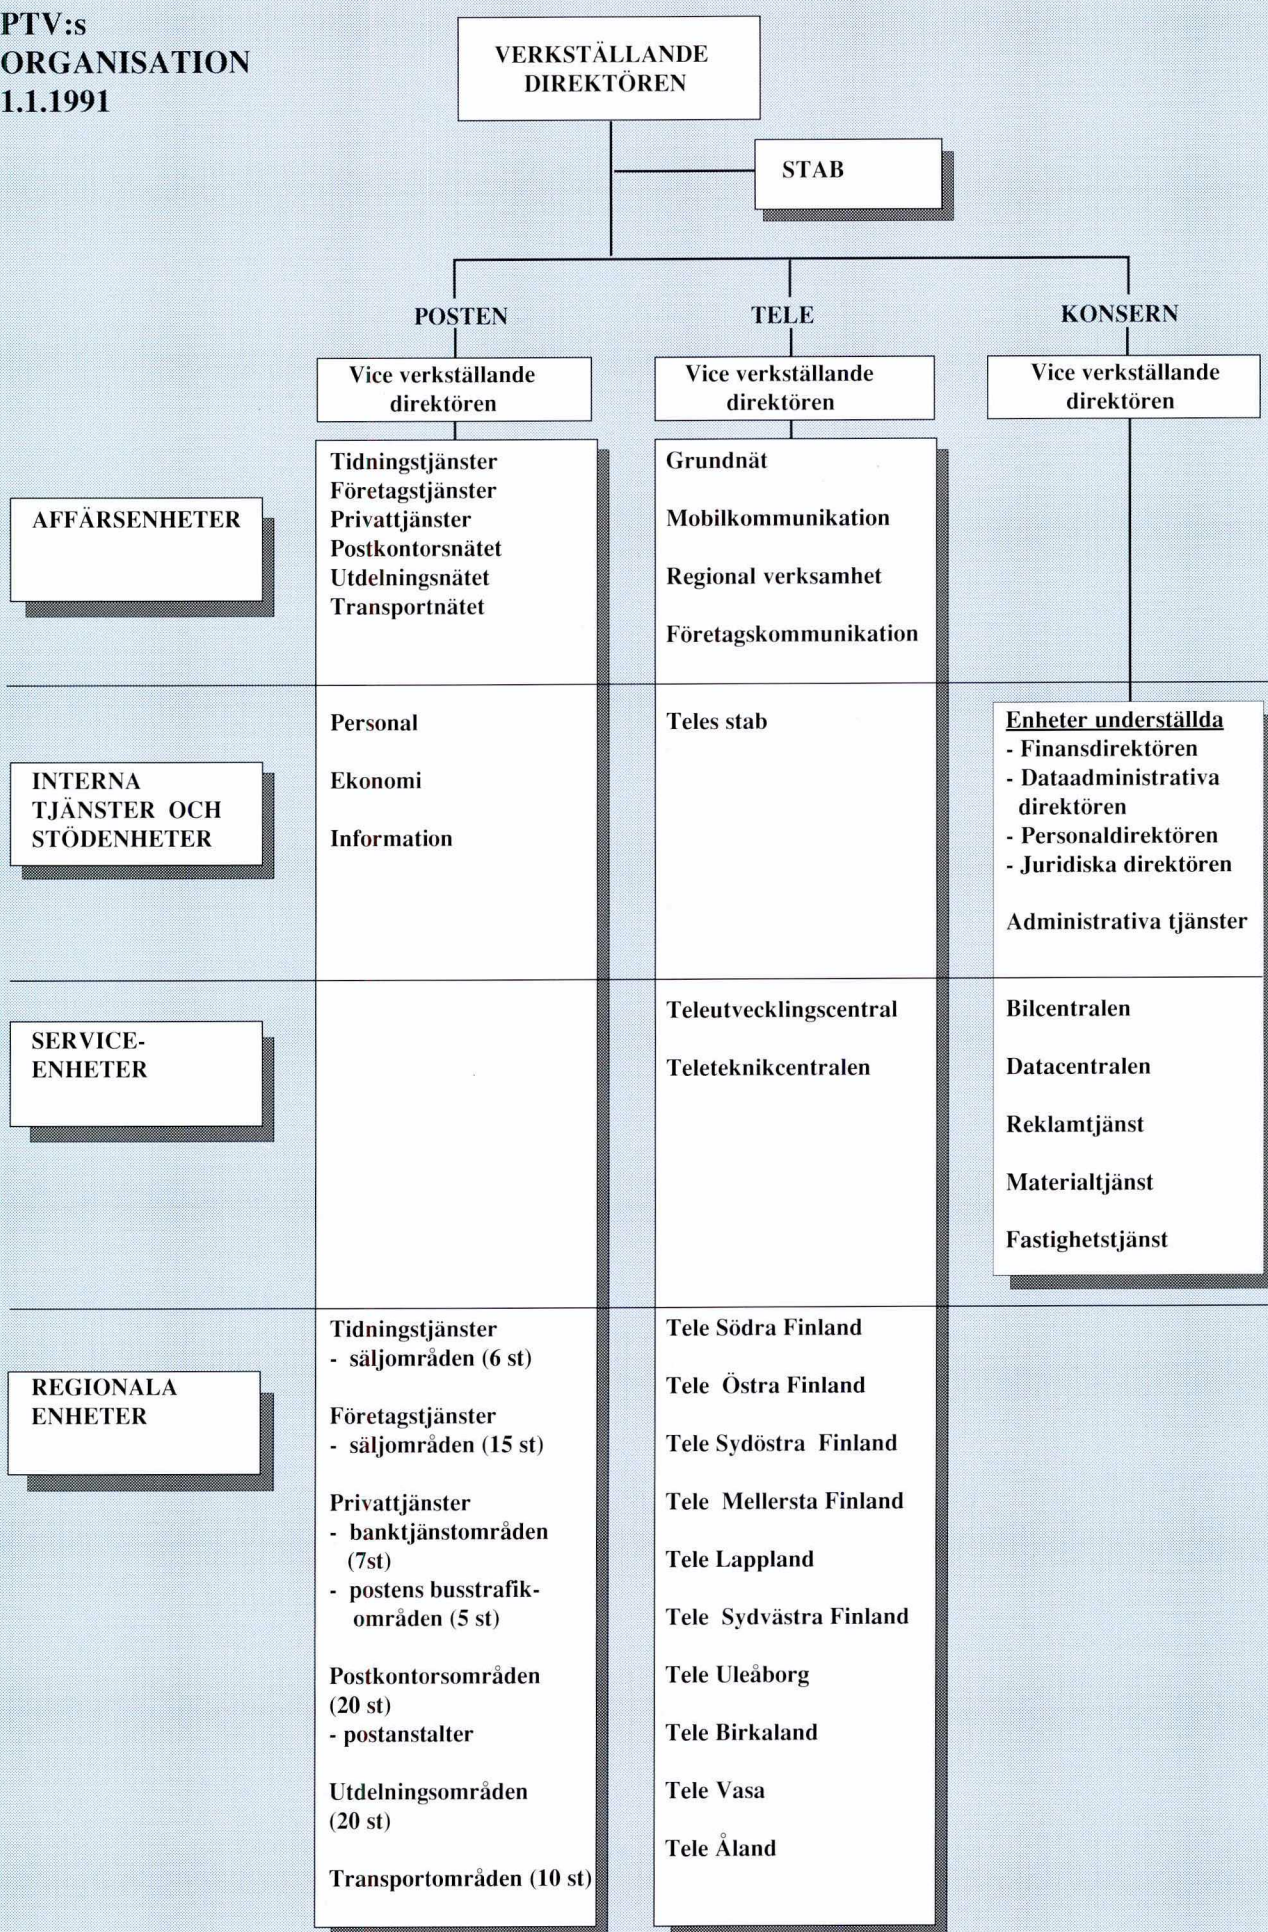 PTV:s
ORGANISATION
1.1.1991
VERKSTÄLLANDE
DIREKTÖREN
STAB
POSTEN
Vice verkställande
direktören
TELE
Vice verkställande
direktören
KONSERN
Vice verkställande
direktören
AFFÄRSENHETER
Tidningstjänster
Företagstjänster
Privattjänster
Postkontorsnätet
Utdelningsnätet
Transportnätet
Grundnät
Mobilkommunikation
Regional verksamhet
Företagskommunikation
INTERNA
TJÄNSTER OCH
STÖDENHETER
Personal
Ekonomi
Information
Teles stab
Enheter underställda
- Finansdirektören
- Dataadministrativa
direktören
- Personaldirektören
- Juridiska direktören
Administrativa tjänster
SERVICE-
ENHETER
Teleutvecklingscentral
Teleteknikcentralen
Bilcentralen
Datacentralen
Reklamtjänst
Materialtjänst
Fastighetstjänst
REGIONALA
ENHETER
Tidningstjänster
- säljområden (6 st)
Företagstjänster
- säljområden (15 st)
Privattjänster
- banktjänstområden
(7st)
- postens busstrafik-
områden (5 st)
Postkontorsområden
(20 st)
- postanstalter
Utdelningsområden
(20 st)
Transportområden (10 st)
Tele Södra Finland
Tele Östra Finland
Tele Sydöstra Finland
Tele Mellersta Finland
Tele Lappland
Tele Sydvästra Finland
Tele Uleåborg
Tele Birkaland
Tele Vasa
Tele Åland